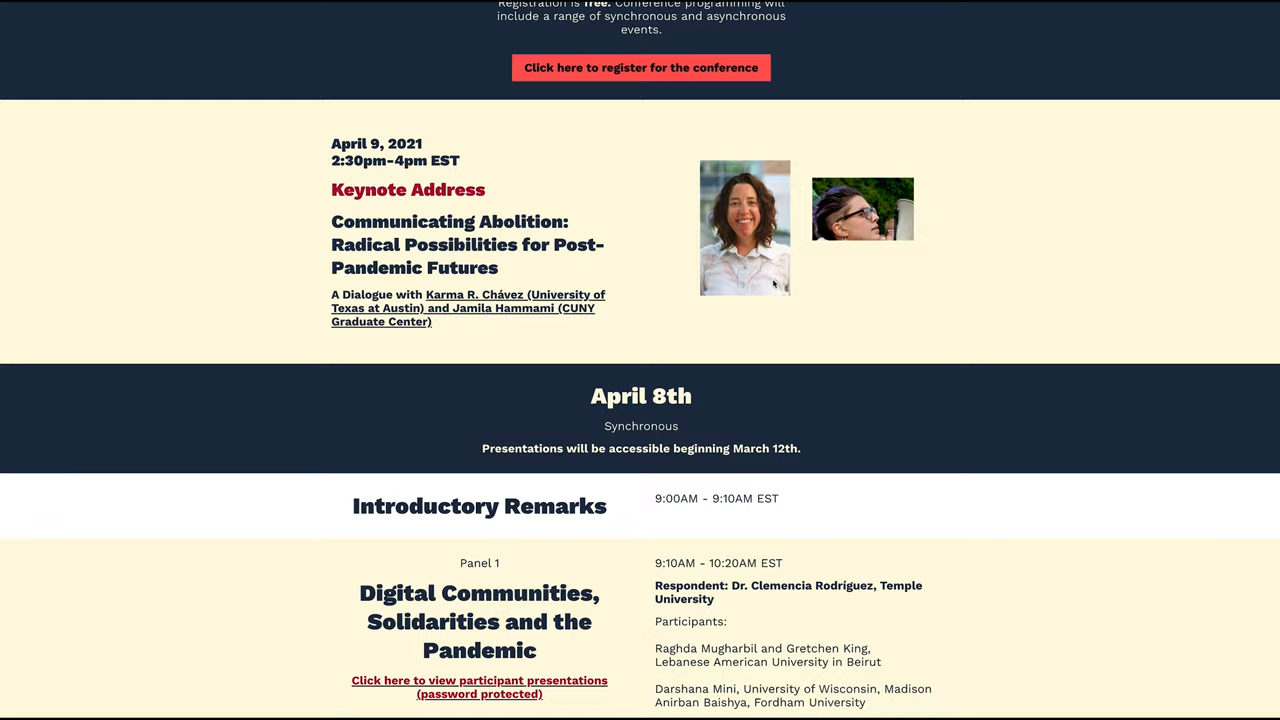 Registration is free. Conference programming will
include a range of synchronous and asynchronous
events.
Click here to register for the conference
April 9, 2021
2:30pm-4pm EST
Keynote Address
Communicating Abolition:
Radical Possibilities for Post-
Pandemic Futures
A Dialogue with Karma R. Chávez (University of
Texas at Austin) and Jamila Hammami (CUNY
Graduate Center)
April 8th
Synchronous
Presentations will be accessible beginning March 12th.
Introductory Remarks
9:00AM - 9:10AM EST
Panel 1
Digital Communities,
Solidarities and the
Pandemic
Click here to view participant presentations
(password protected)
9:10AM - 10:20AM EST
Respondent: Dr. Clemencia Rodríguez, Temple
University
Participants:
Raghda Mugharbil and Gretchen King,
Lebanese American University in Beirut
Darshana Mini, University of Wisconsin, Madison
Anirban Baishya, Fordham University